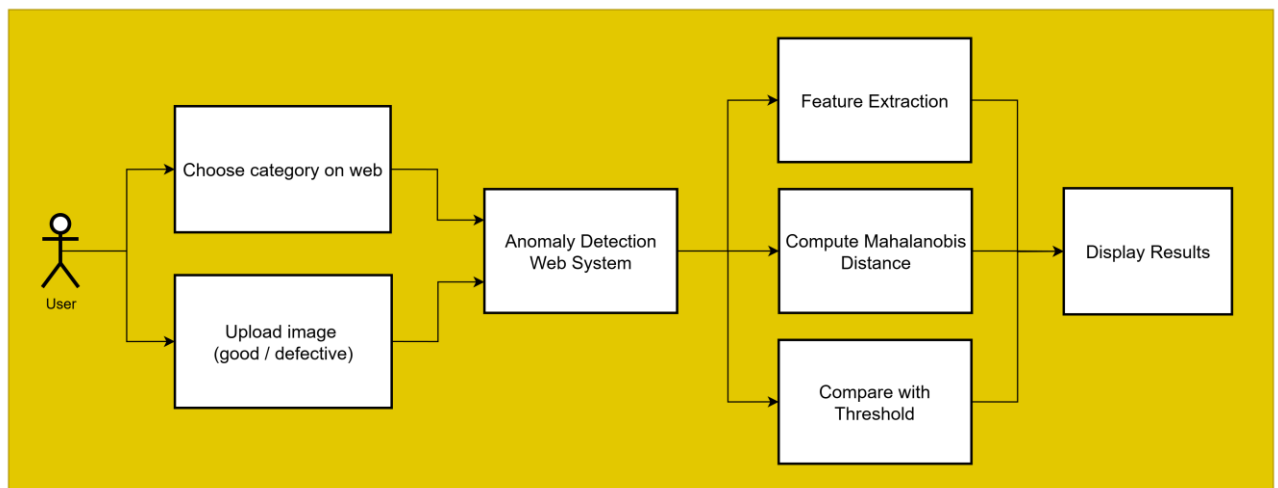 User
Choose category on web
Upload image
(good / defective)
Anomaly Detection
Web System
Feature Extraction
Compute Mahalanobis
Distance
Compare with
Threshold
Display Results